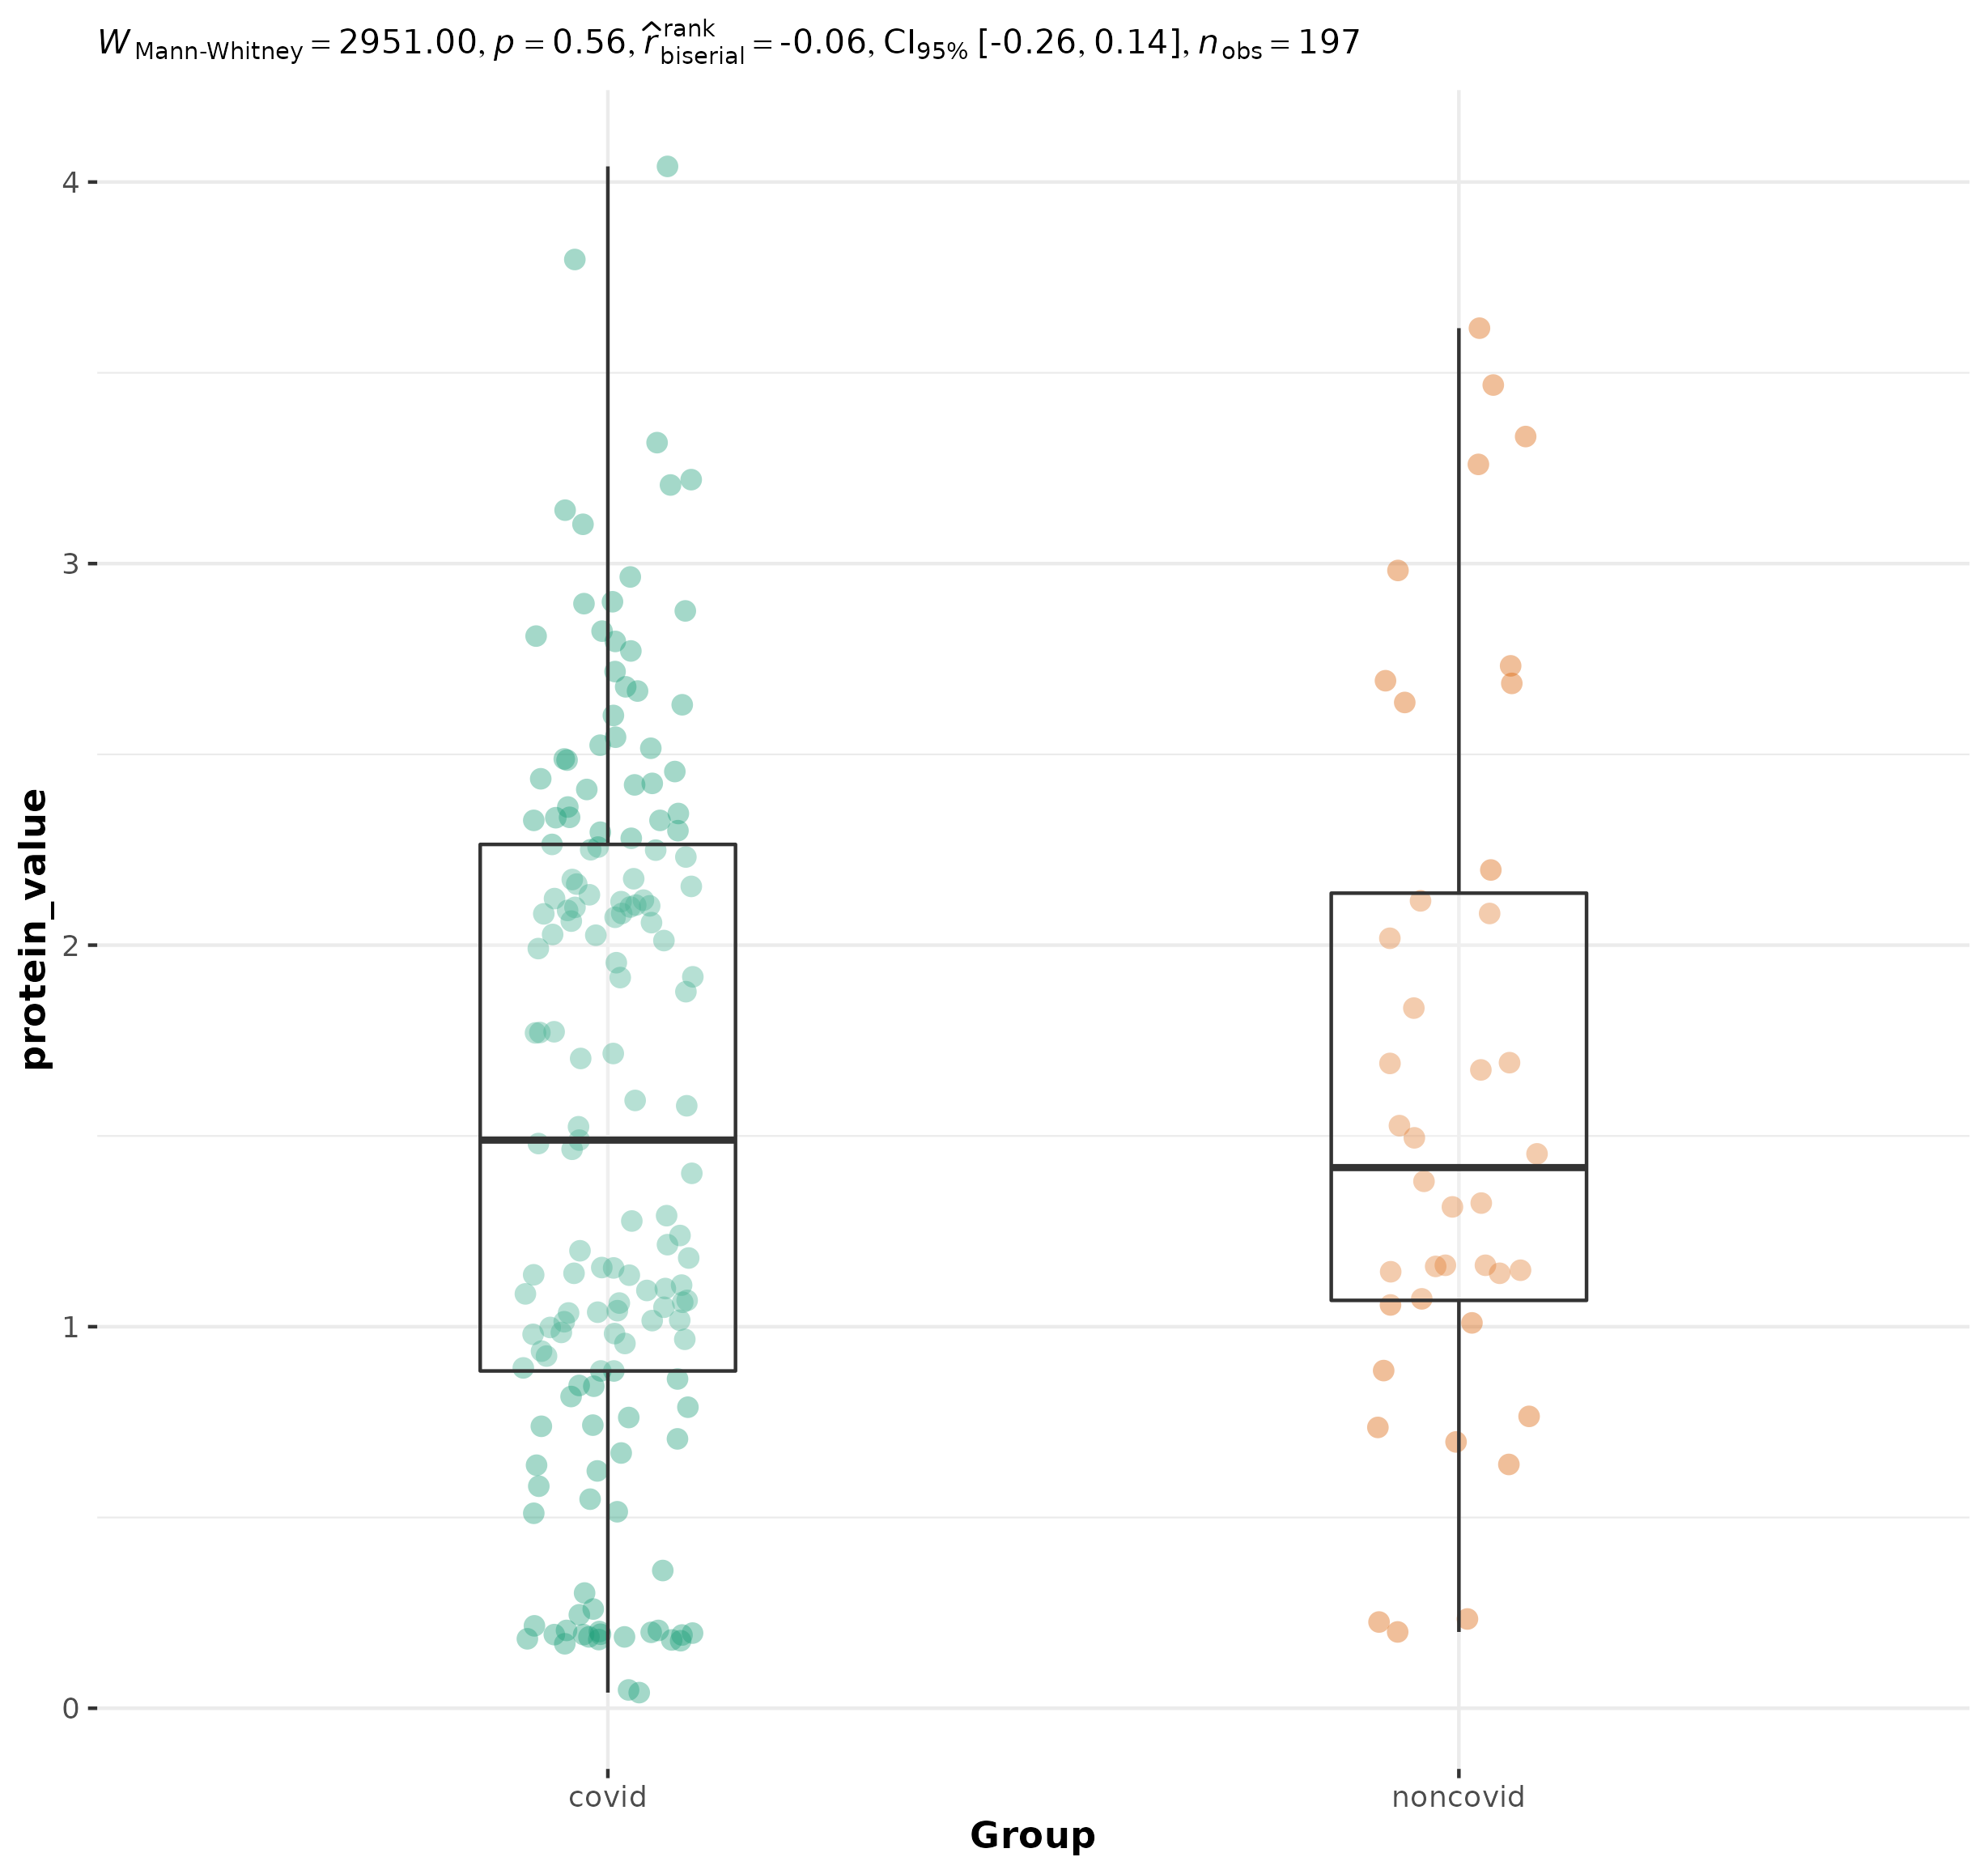 W Mann-Whitney = 2951.00, p = 0.56, r̂ rank biserial = -0.06, CI95% [-0.26, 0.14], nobs = 197
4
3
2
1
0
protein_value
covid noncovid
Group